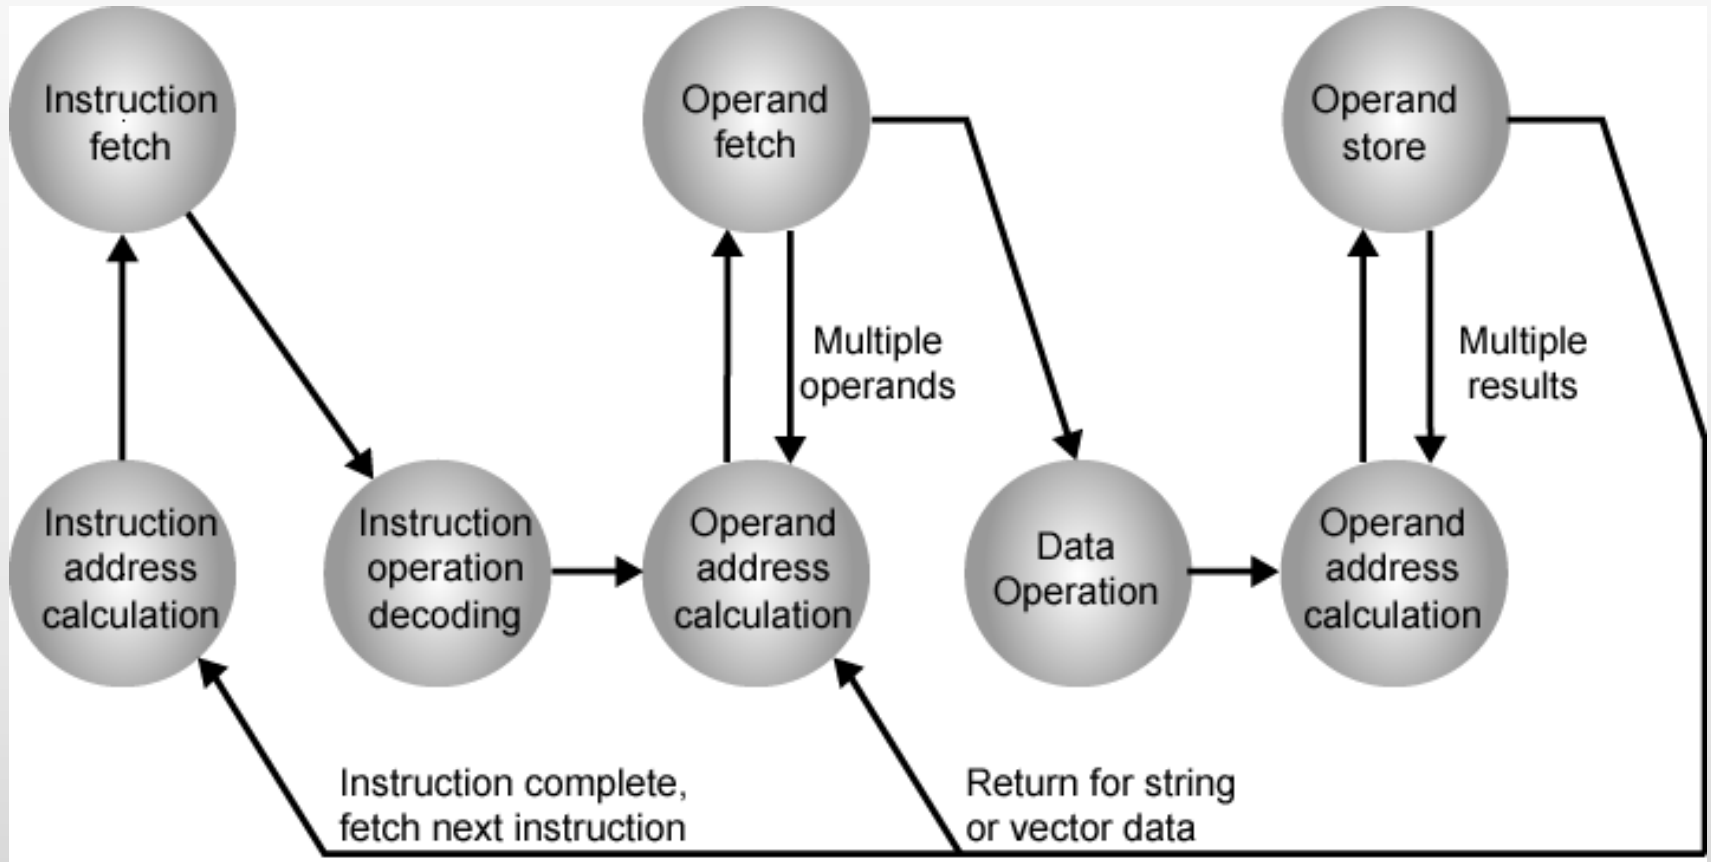 Instruction
fetch
Operand
fetch
Operand
store
Multiple
operands
Multiple
results
Instruction
address
calculation
Instruction
operation
decoding
Operand
address
calculation
Data
Operation
Operand
address
calculation
Instruction complete,
fetch next instruction
Return for string
or vector data